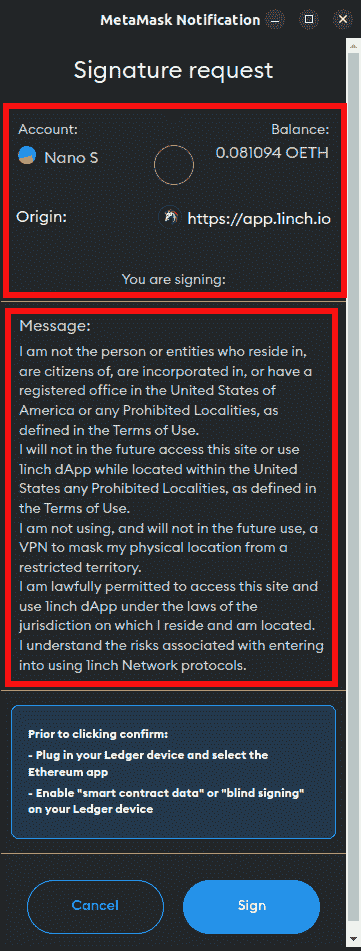 MetaMask Notification
Signature request
Account:
Balance:
Nano S
0.081094 OETH
Origin:
https://app.1inch.io
You are signing:
Message:
I am not the person or entities who reside in,
are citizens of, are incorporated in, or have a
registered office in the United States of
America or any Prohibited Localities, as
defined in the Terms of Use.
I will not in the future access this site or use
1inch dApp while located within the United
States any Prohibited Localities, as defined in
the Terms of Use.
I am not using, and will not in the future use, a
VPN to mask my physical location from a
restricted territory.
I am lawfully permitted to access this site and
use 1inch dApp under the laws of the
jurisdiction on which I reside and am located.
I understand the risks associated with entering
into using 1inch Network protocols.
Prior to clicking confirm:
- Plug in your Ledger device and select the
Ethereum app
- Enable "smart contract data" or "blind signing"
on your Ledger device
Cancel
Sign